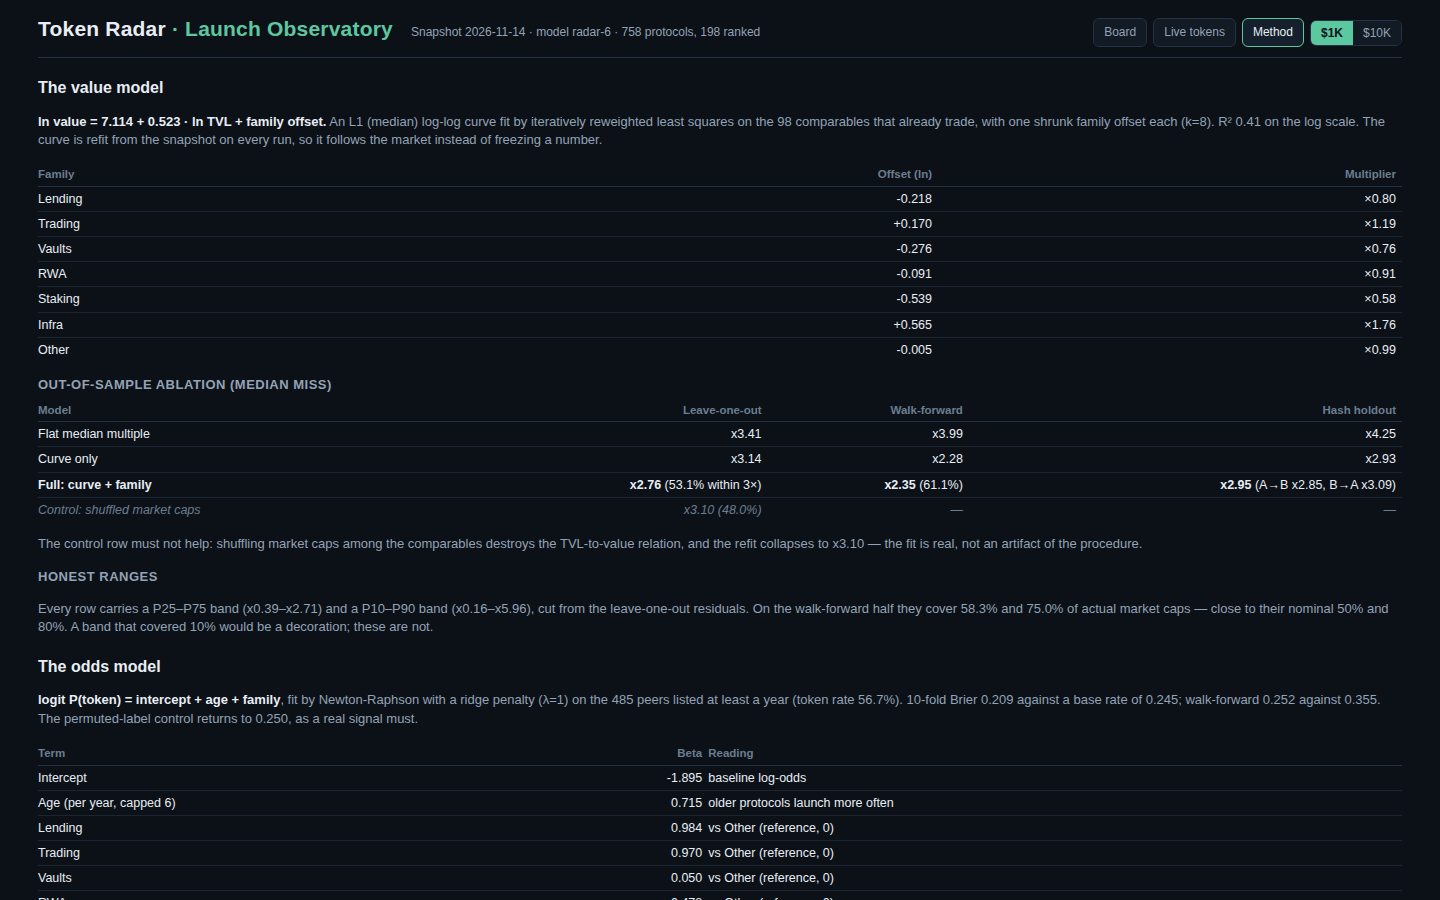 Token Radar · Launch Observatory Snapshot 2026-11-14 · model radar-6 · 758 protocols, 198 ranked Board Live tokens Method $1K $10K
The value model
ln value = 7.114 + 0.523 · ln TVL + family offset. An L1 (median) log-log curve fit by iteratively reweighted least squares on the 98 comparables that already trade, with one shrunk family offset each (k=8). R² 0.41 on the log scale. The
curve is refit from the snapshot on every run, so it follows the market instead of freezing a number.
Family Offset (ln) Multiplier
Lending -0.218 ×0.80
Trading +0.170 ×1.19
Vaults -0.276 ×0.76
RWA -0.091 ×0.91
Staking -0.539 ×0.58
Infra +0.565 ×1.76
Other -0.005 ×0.99
OUT-OF-SAMPLE ABLATION (MEDIAN MISS)
Model Leave-one-out Walk-forward Hash holdout
Flat median multiple x3.41 x3.99 x4.25
Curve only x3.14 x2.28 x2.93
Full: curve + family x2.76 (53.1% within 3×) x2.35 (61.1%) x2.95 (A→B x2.85, B→A x3.09)
Control: shuffled market caps x3.10 (48.0%) — —
The control row must not help: shuffling market caps among the comparables destroys the TVL-to-value relation, and the refit collapses to x3.10 — the fit is real, not an artifact of the procedure.
HONEST RANGES
Every row carries a P25–P75 band (x0.39–x2.71) and a P10–P90 band (x0.16–x5.96), cut from the leave-one-out residuals. On the walk-forward half they cover 58.3% and 75.0% of actual market caps — close to their nominal 50% and
80%. A band that covered 10% would be a decoration; these are not.
The odds model
logit P(token) = intercept + age + family, fit by Newton-Raphson with a ridge penalty (λ=1) on the 485 peers listed at least a year (token rate 56.7%). 10-fold Brier 0.209 against a base rate of 0.245; walk-forward 0.252 against 0.355.
The permuted-label control returns to 0.250, as a real signal must.
Term Beta Reading
Intercept -1.895 baseline log-odds
Age (per year, capped 6) 0.715 older protocols launch more often
Lending 0.984 vs Other (reference, 0)
Trading 0.970 vs Other (reference, 0)
Vaults 0.050 vs Other (reference, 0)